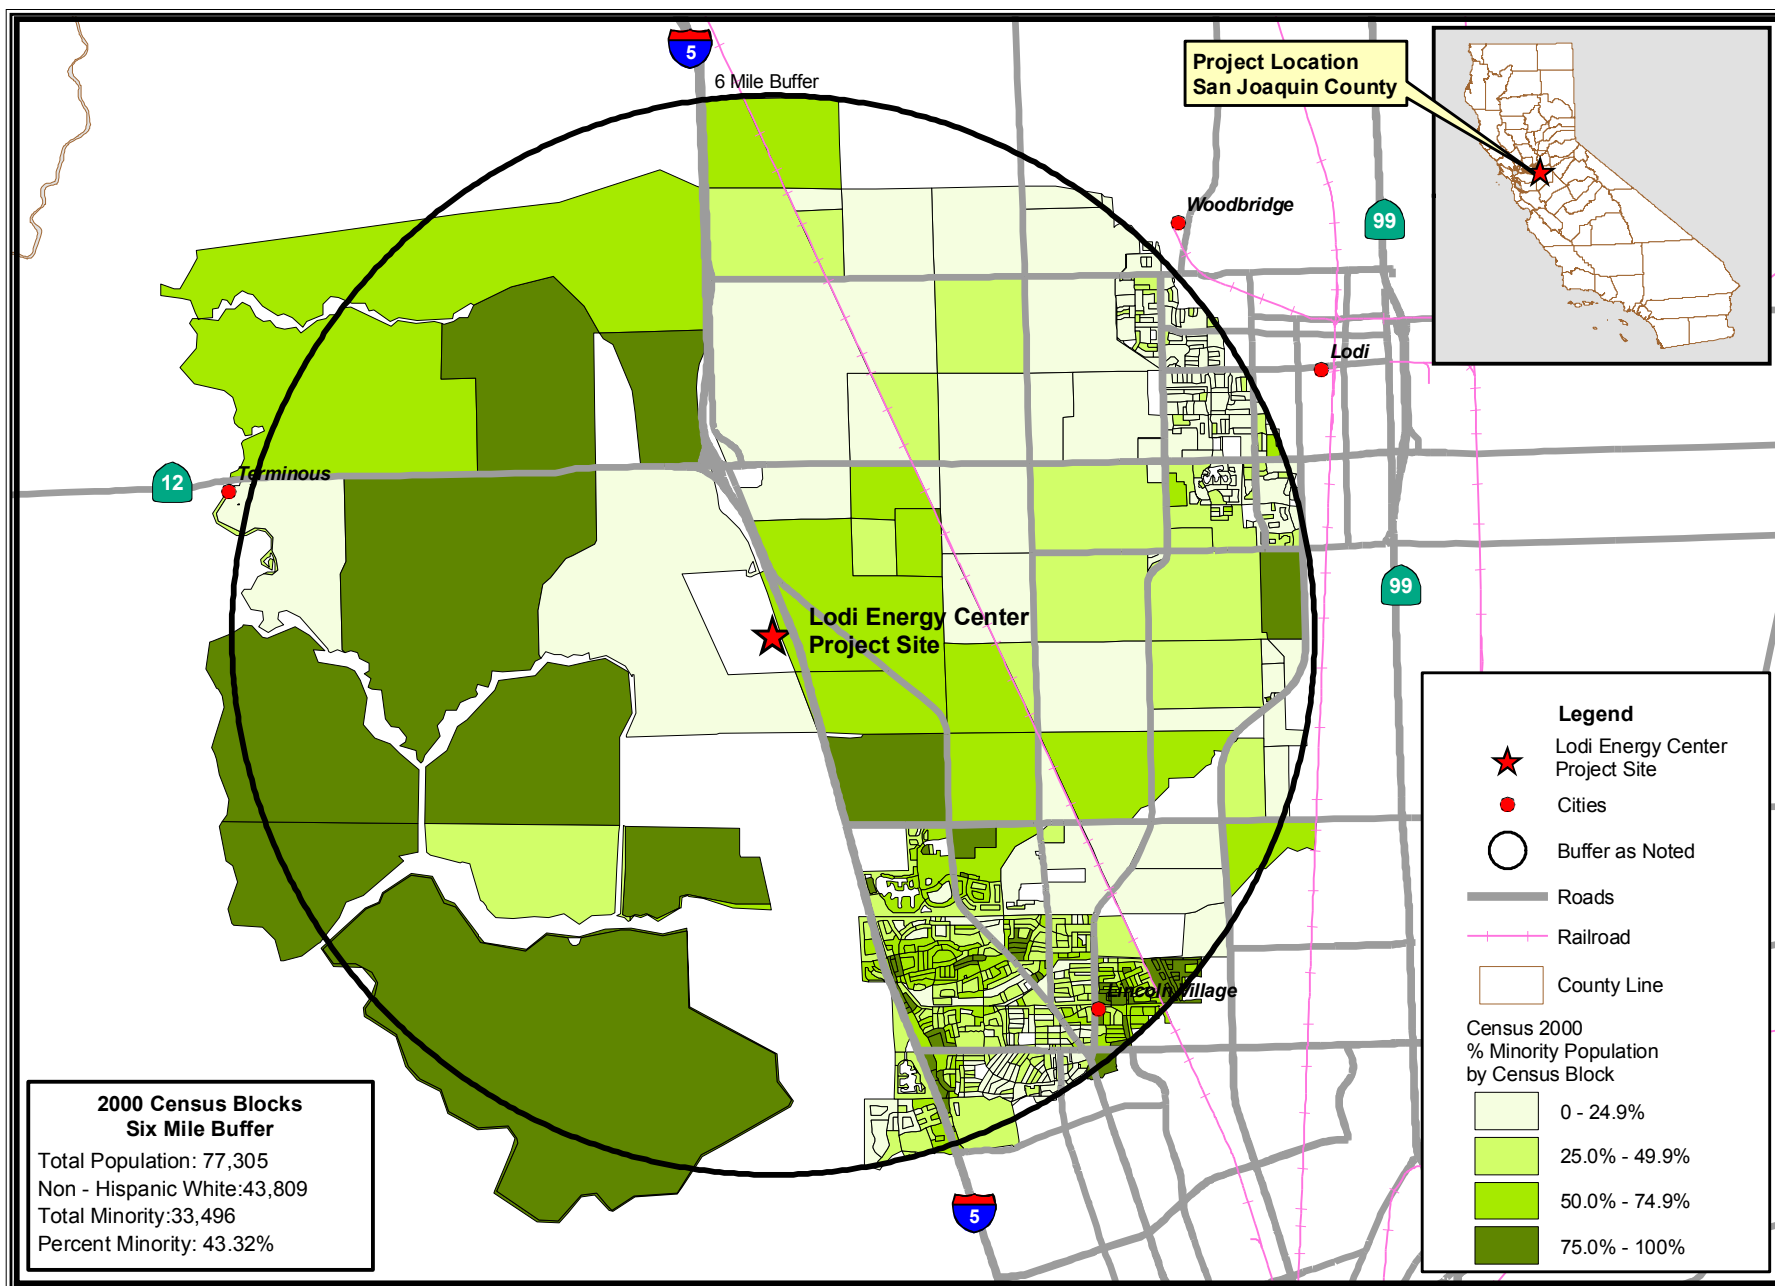 5
6 Mile Buffer
Project Location
San Joaquin County
Woodbridge
99
Lodi
12
Terminous
99
Lodi Energy Center
Project Site
Lincoln Village
5
2000 Census Blocks
Six Mile Buffer
Total Population: 77,305
Non - Hispanic White:43,809
Total Minority:33,496
Percent Minority: 43.32%
Legend
Lodi Energy Center
Project Site
Cities
Buffer as Noted
Roads
Railroad
County Line
Census 2000
% Minority Population
by Census Block
0 - 24.9%
25.0% - 49.9%
50.0% - 74.9%
75.0% - 100%